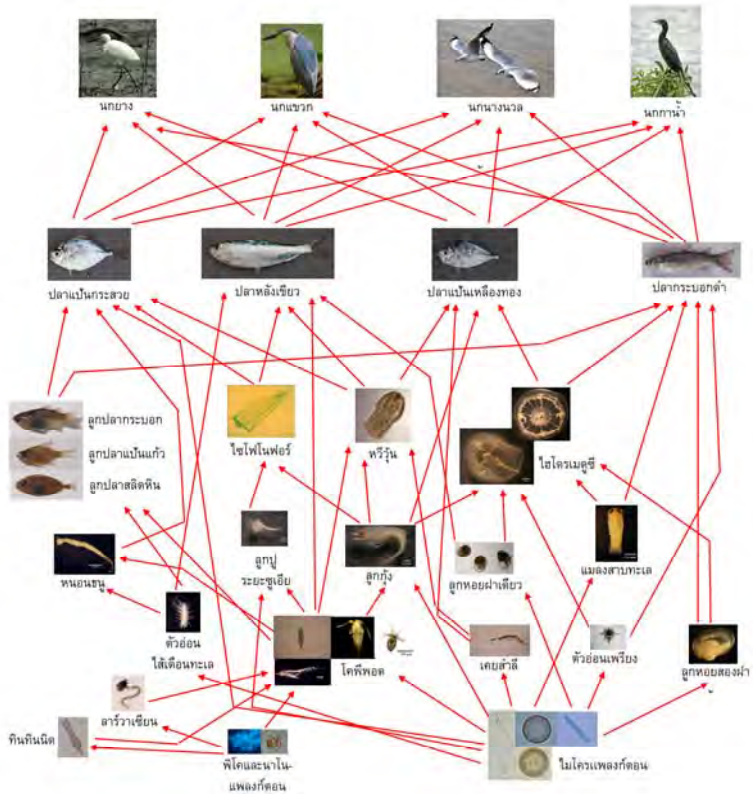 นกยาง
นกแขวก
นกนางนวล
นกกาน้ำ
ปลาแป้นกระสวย
ปลาหลังเขียว
ปลาแป้นเหลืองทอง
ปลากระบอกดำ
ลูกปลากระบอก
ลูกปลาแป้นแก้ว
ลูกปลาสลิดหิน
ไซโฟโนฟอร์
หวีวุ้น
ไฮโดรเมดูซี
หนอนธนู
ลูกปู
ระยะซูเอีย
ลูกกุ้ง
ลูกหอยฝาเดียว
แมลงสาบทะเล
ตัวอ่อน
ไส้เดือนทะเล
โคพีพอด
เคยสำลี
ตัวอ่อนเพรียง
ลูกหอยสองฝา
ลาร์วาเซียน
ทินทินนิด
พิโคและนาโน-
แพลงก์ตอน
ไมโครแพลงก์ตอน